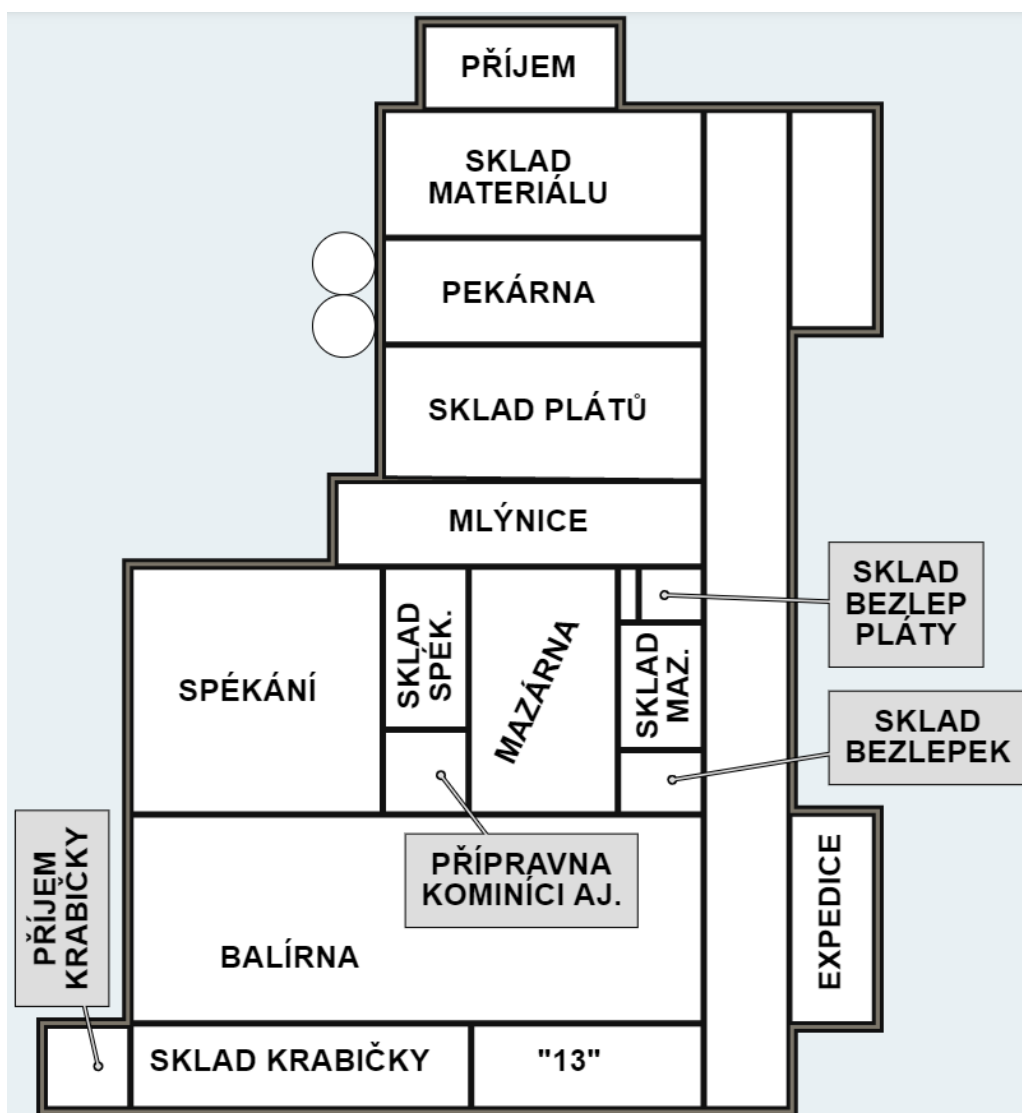 PŘÍJEM
SKLAD
MATERIÁLU
PEKÁRNA
SKLAD PLÁTŮ
MLÝNICE
SKLAD
BEZLEP
PLÁTY
SPÉKÁNÍ
SKLAD
SPÉK.
MAZÁRNA
SKLAD
MAZ.
SKLAD
BEZLEPEK
PŘÍJEM
KRABIČKY
PŘÍPRAVNA
KOMINÍCI AJ.
EXPEDICE
BALÍRNA
SKLAD KRABIČKY
"13"